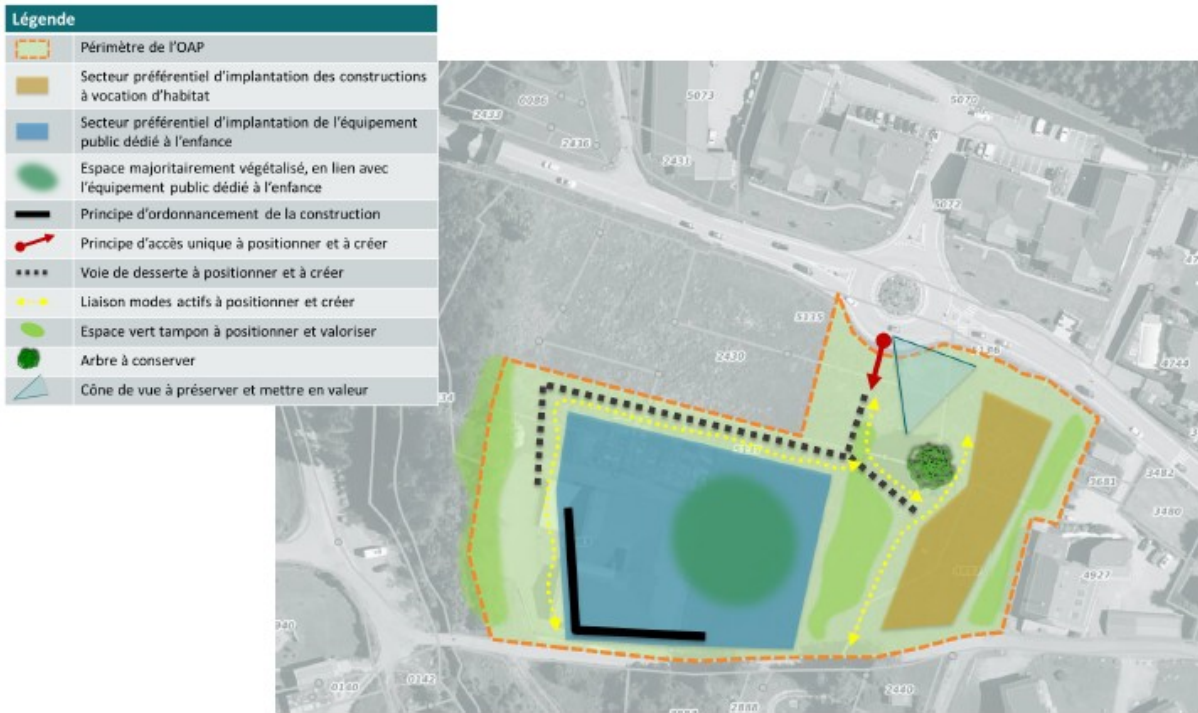 Légende
Périmètre de l'OAP
Secteur préférentiel d'implantation des constructions
à vocation d'habitat
Secteur préférentiel d'implantation de l'équipement
public dédié à l'enfance
Espace majoritairement végétalisé, en lien avec
l'équipement public dédié à l'enfance
Principe d'ordonnancement de la construction
Principe d'accès unique à positionner et à créer
Voie de desserte à positionner et à créer
Liaison modes actifs à positionner et créer
Espace vert tampon à positionner et valoriser
Arbre à conserver
Cône de vue à préserver et mettre en valeur
6086
5073
5070
2433
2436
2431
5072
5115
2430
4244
3681
3482
3480
4927
0140
0142
2440
2888